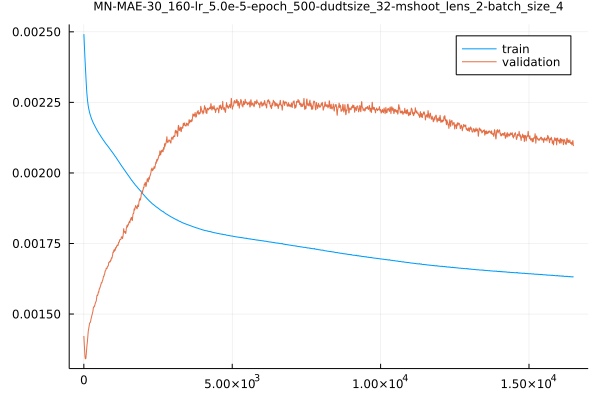 MN-MAE-30_160-lr_5.0e-5-epoch_500-dudtsize_32-mshoot_lens_2-batch_size_4
train
validation
0.00250
0.00225
0.00200
0.00175
0.00150
0 5.00×10³ 1.00×10⁴ 1.50×10⁴